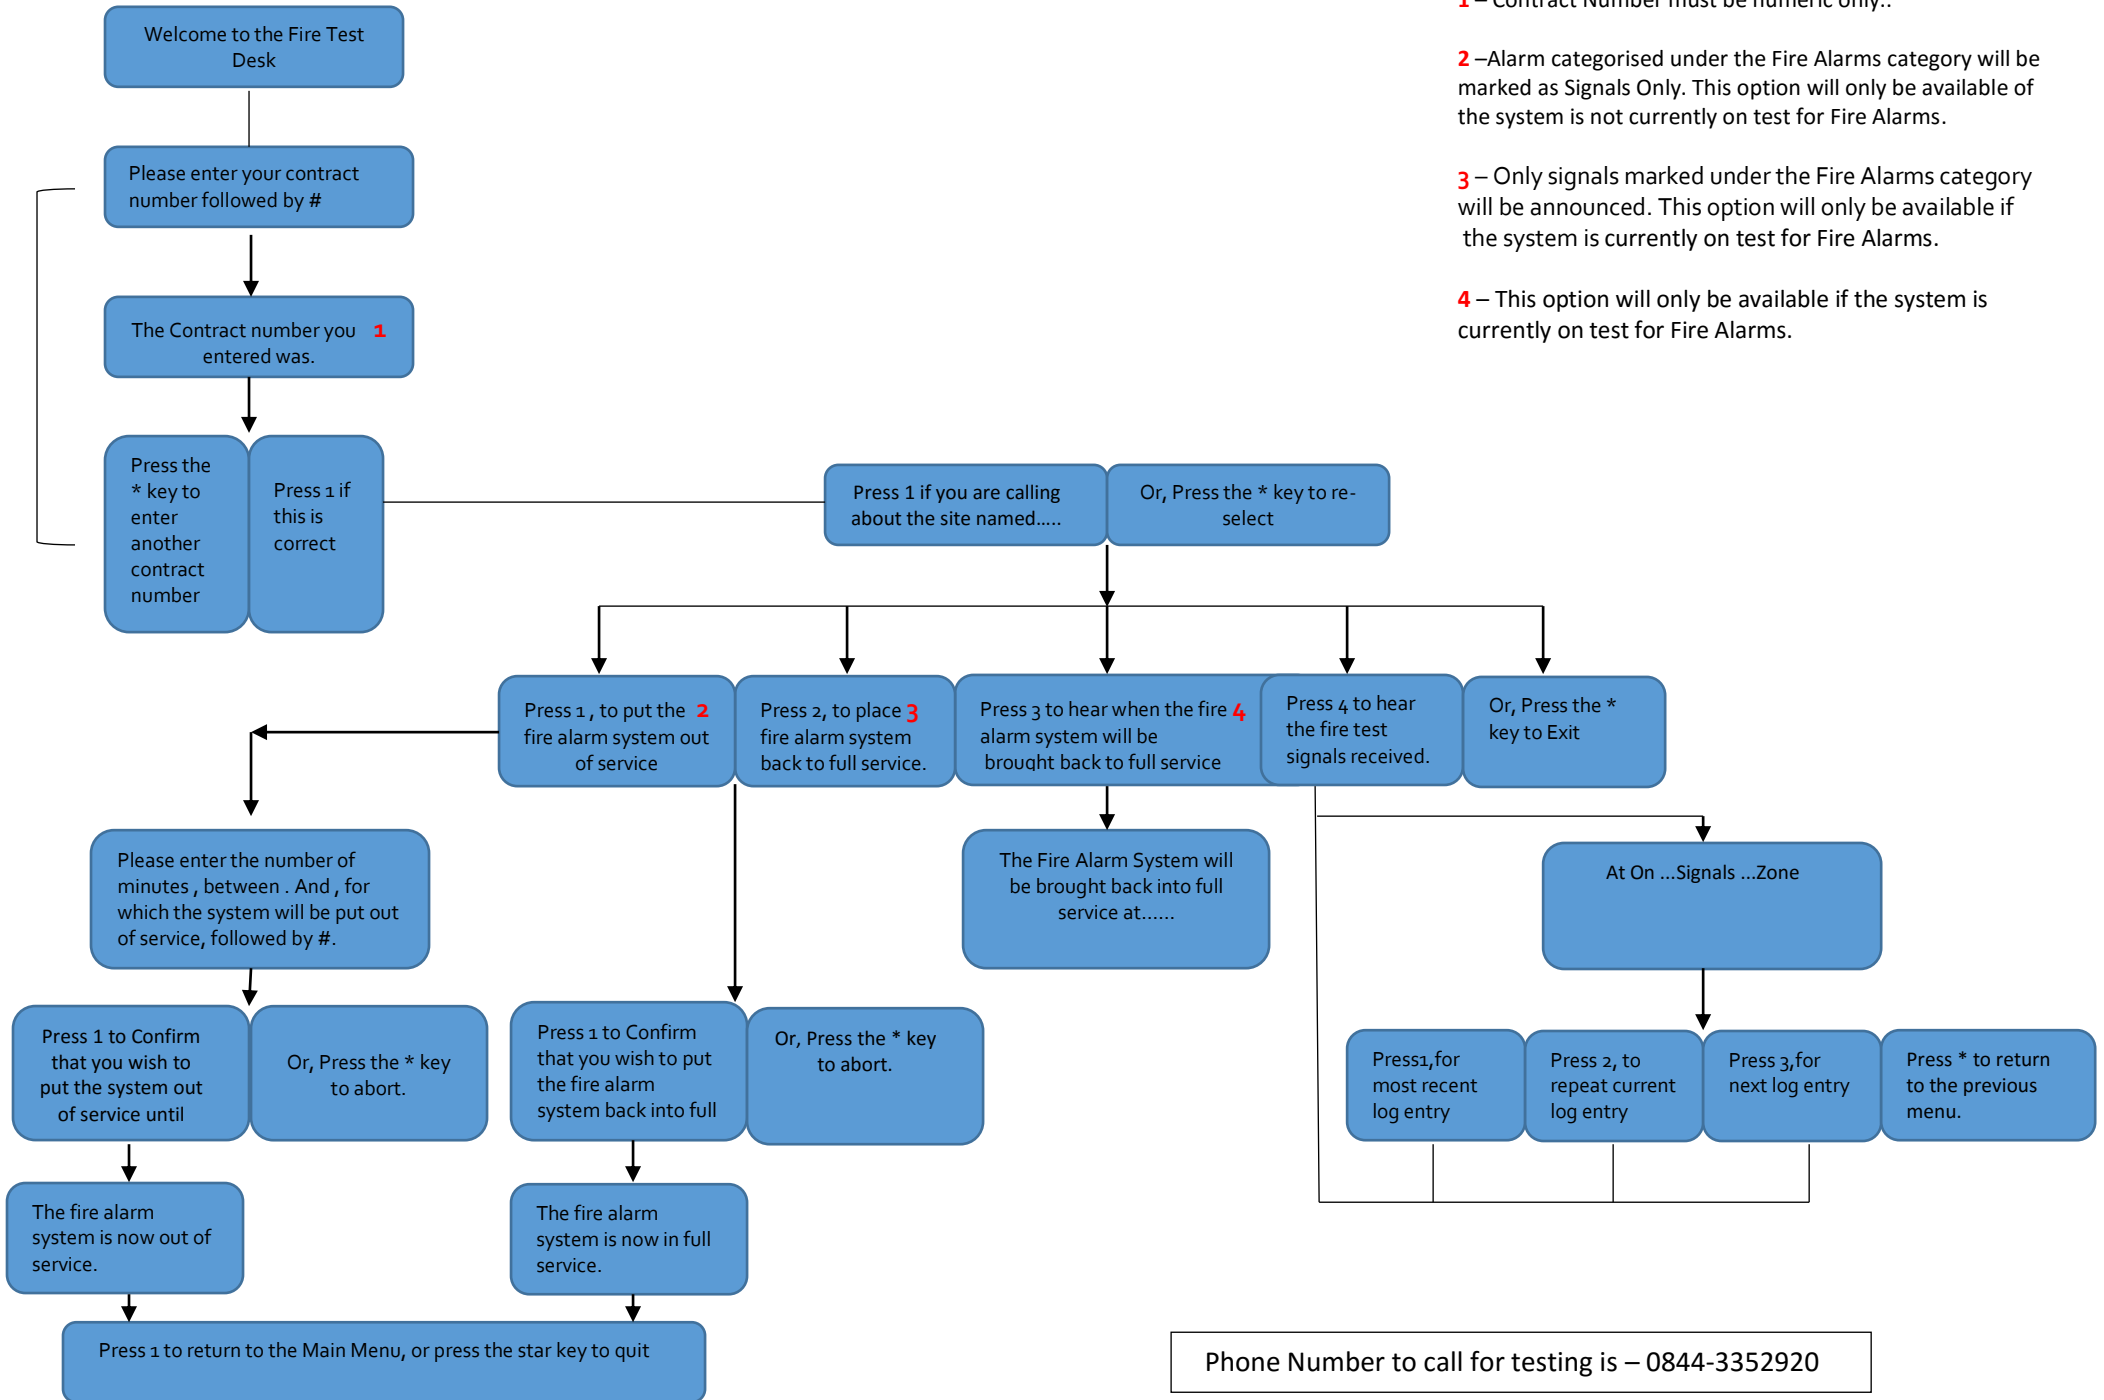 1 – Contract Number must be numeric only..
Welcome to the Fire Test
Desk
2 –Alarm categorised under the Fire Alarms category will be
marked as Signals Only. This option will only be available of
the system is not currently on test for Fire Alarms.
Please enter your contract
number followed by #
3 – Only signals marked under the Fire Alarms category
will be announced. This option will only be available if
the system is currently on test for Fire Alarms.
4 – This option will only be available if the system is
currently on test for Fire Alarms.
The Contract number you 1
entered was.
Press the
* key to
enter
another
contract
number
Press 1 if
this is
correct
Press 1 if you are calling
about the site named.....
Or, Press the * key to re-
select
Press 1 , to put the 2
fire alarm system out
of service
Press 2, to place 3
fire alarm system
back to full service.
Press 3 to hear when the fire 4
alarm system will be
brought back to full service
Press 4 to hear
the fire test
signals received.
Or, Press the *
key to Exit
Please enter the number of
minutes , between . And , for
which the system will be put out
of service, followed by #.
The Fire Alarm System will
be brought back into full
service at......
At On ...Signals ...Zone
Press 1 to Confirm
that you wish to
put the system out
of service until
Or, Press the * key
to abort.
Press 1 to Confirm
that you wish to put
the fire alarm
system back into full
Or, Press the * key
to abort.
Press1,for
most recent
log entry
Press 2, to
repeat current
log entry
Press 3,for
next log entry
Press * to return
to the previous
menu.
The fire alarm
system is now out of
service.
The fire alarm
system is now in full
service.
Press 1 to return to the Main Menu, or press the star key to quit
Phone Number to call for testing is – 0844-3352920